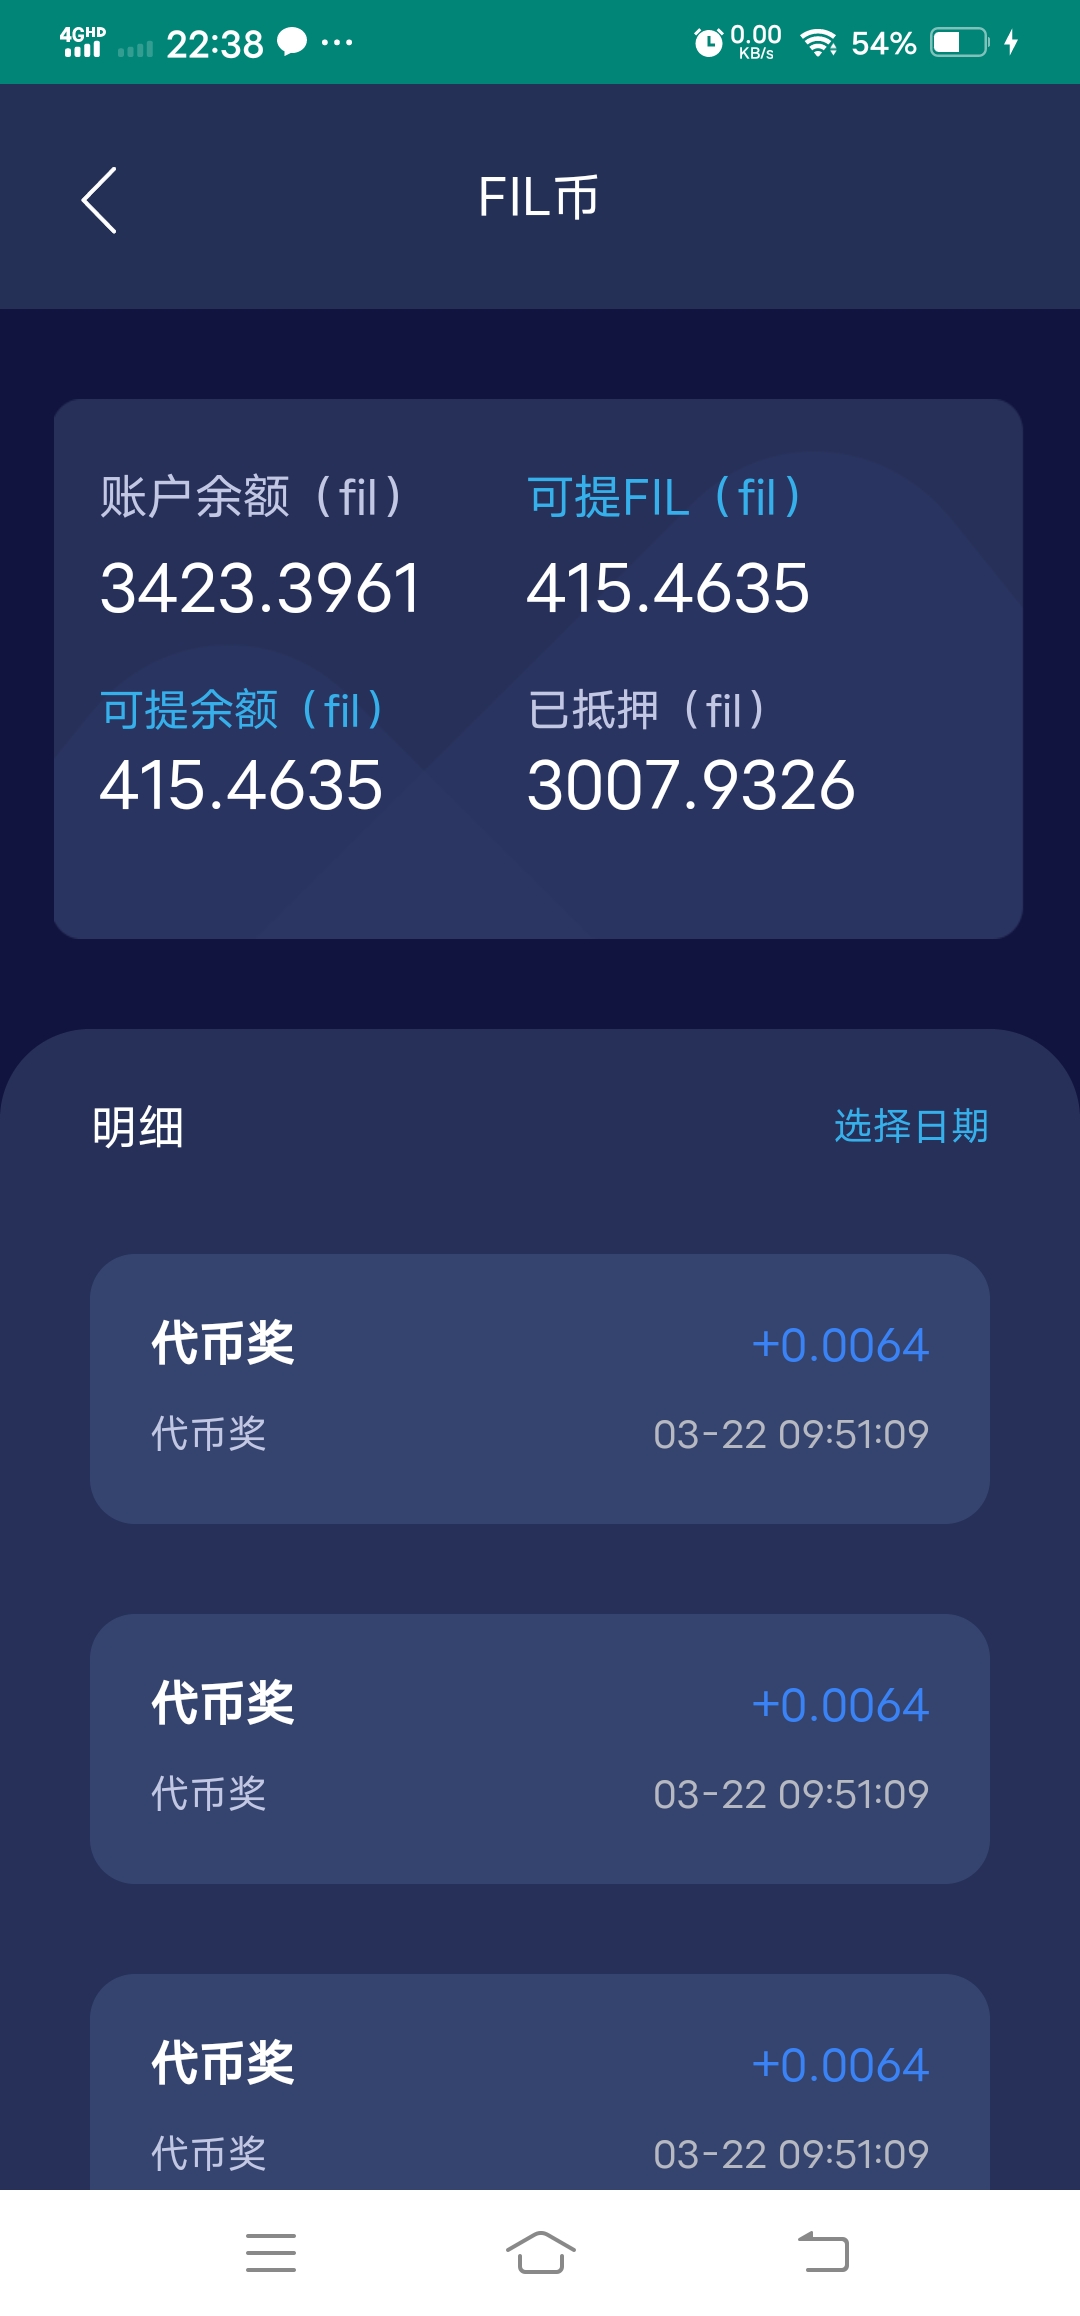 4GHD 22:38 ... 0.00 KB/s 54%
FIL币
账户余额（fil） 可提FIL（fil）
3423.3961 415.4635
可提余额（fil） 已抵押（fil）
415.4635 3007.9326
明细 选择日期
代币奖 +0.0064
代币奖 03-22 09:51:09
代币奖 +0.0064
代币奖 03-22 09:51:09
代币奖 +0.0064
代币奖 03-22 09:51:09